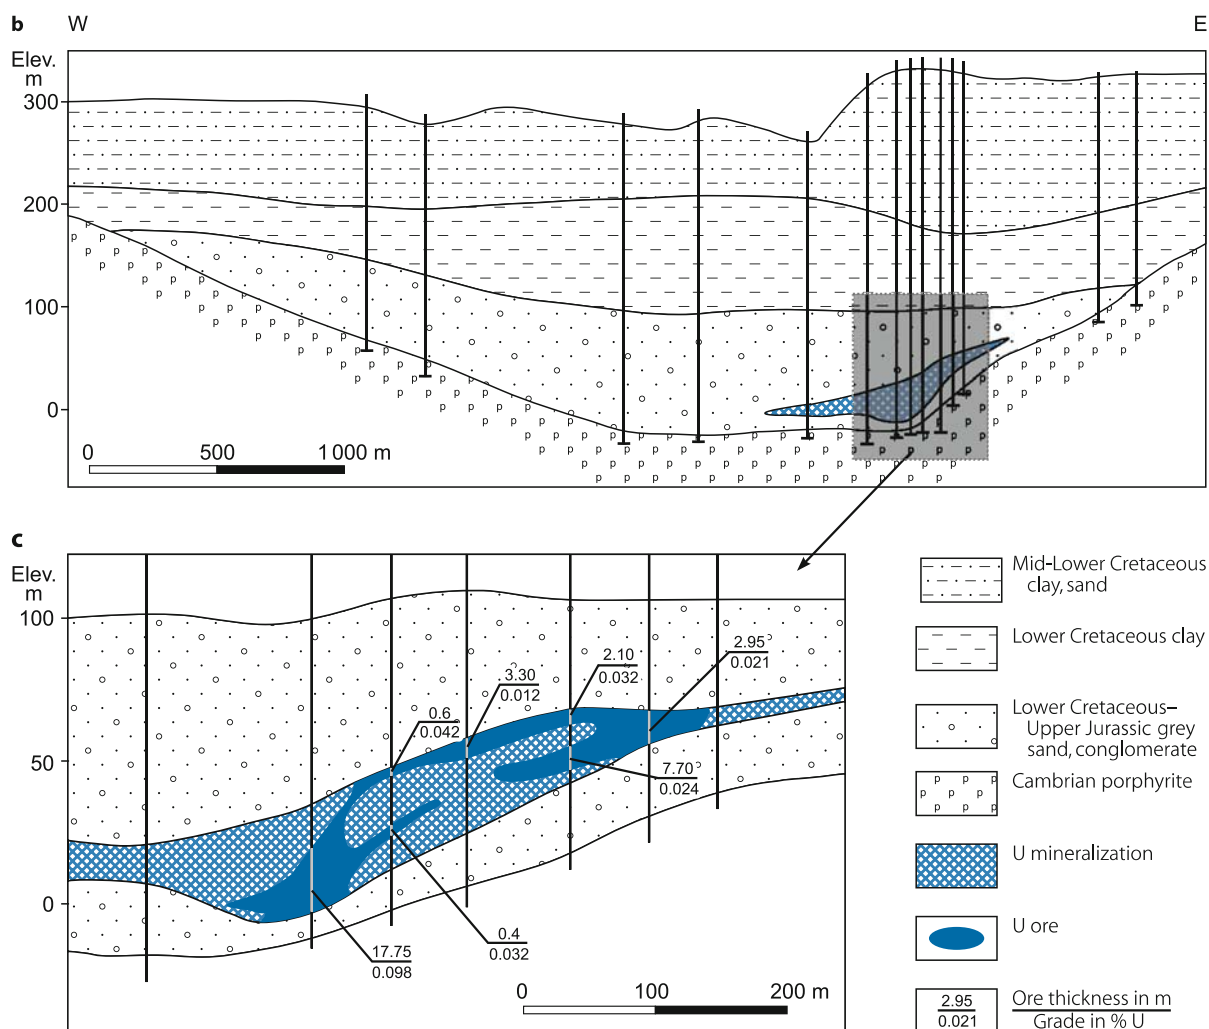 b W E
Elev.
m
300
200
100
0
0 500 1000 m
c
Elev.
m
100
50
0
2.95
0.021
2.10
0.032
3.30
0.012
0.6
0.042
7.70
0.024
0.4
0.032
17.75
0.098
0 100 200 m
Mid–Lower Cretaceous
clay, sand
Lower Cretaceous clay
Lower Cretaceous–
Upper Jurassic grey
sand, conglomerate
p p p p
Cambrian porphyrite
U mineralization
U ore
2.95
0.021
Ore thickness in m
Grade in % U